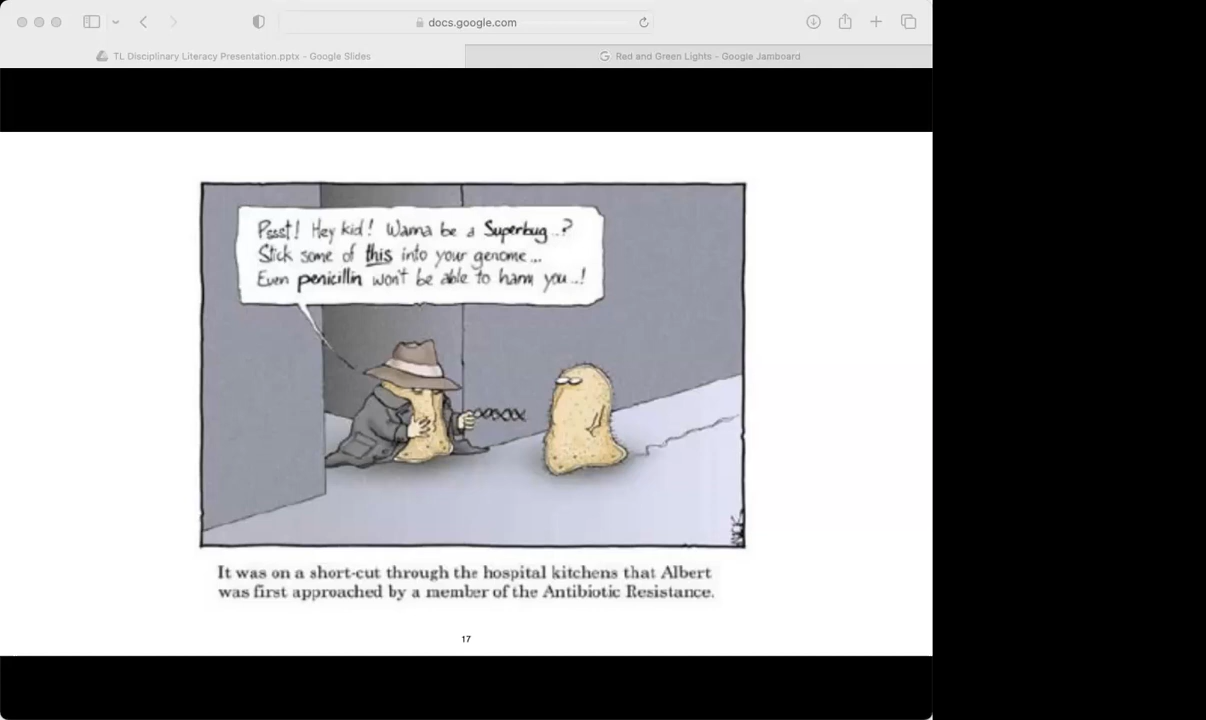 docs.google.com
TL Disciplinary Literacy Presentation.pptx - Google Slides
Red and Green Lights - Google Jamboard
Pssst! Hey kid! Wanna be a Superbug..?
Stick some of this into your genome...
Even penicillin won't be able to harm you..!
NICK
It was on a short-cut through the hospital kitchens that Albert
was first approached by a member of the Antibiotic Resistance.
17